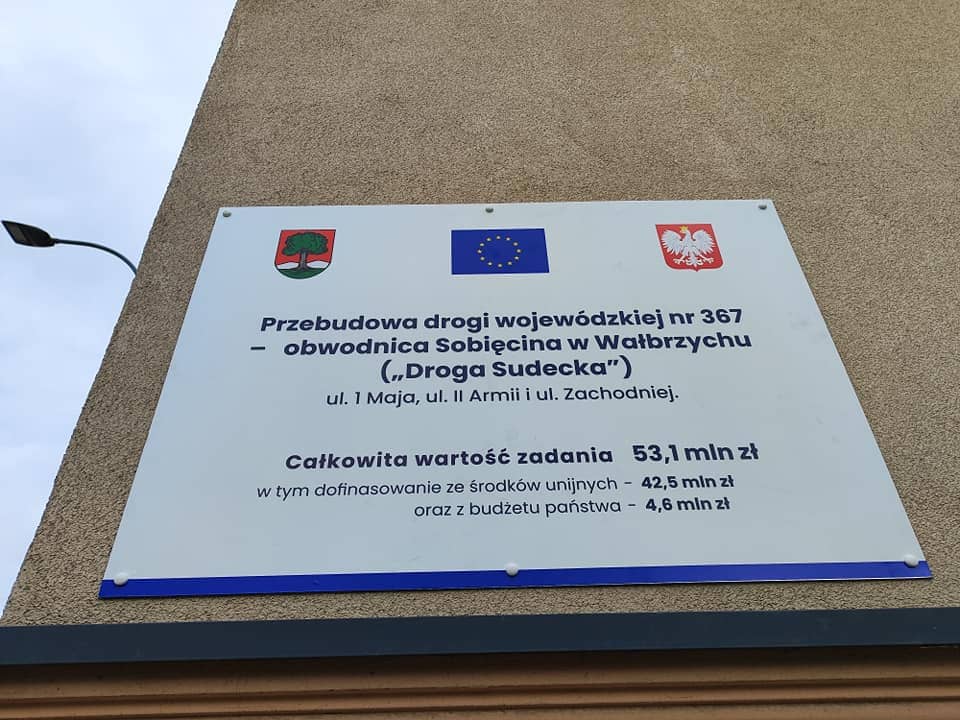 Przebudowa drogi wojewódzkiej nr 367
– obwodnica Sobięcina w Wałbrzychu
(„Droga Sudecka”)
ul. 1 Maja, ul. II Armii i ul. Zachodniej.
Całkowita wartość zadania 53,1 mln zł
w tym dofinasowanie ze środków unijnych - 42,5 mln zł
oraz z budżetu państwa - 4,6 mln zł